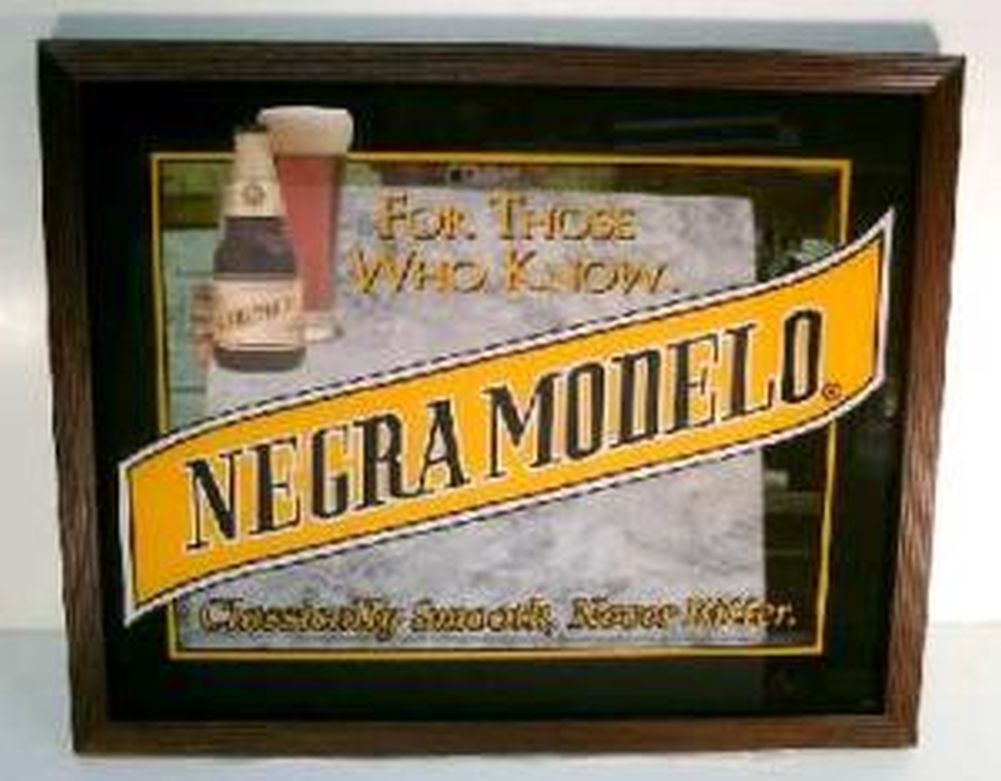 For Those
Who Know.
NEGRA MODELO®
Classically Smooth, Never Bitter.